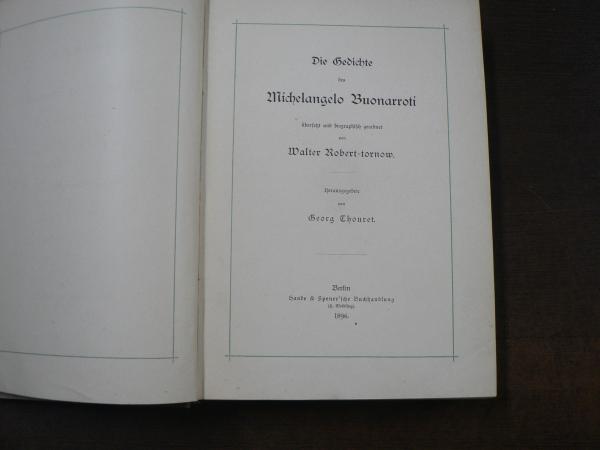 Die Gedichte
des
Michelangelo Buonarroti
übersetzt und biographisch geordnet
von
Walter Robert-tornow.
Herausgegeben
von
Georg Thouret.
Berlin
Haude & Spener'sche Buchhandlung
(F. Weidling).
1896.